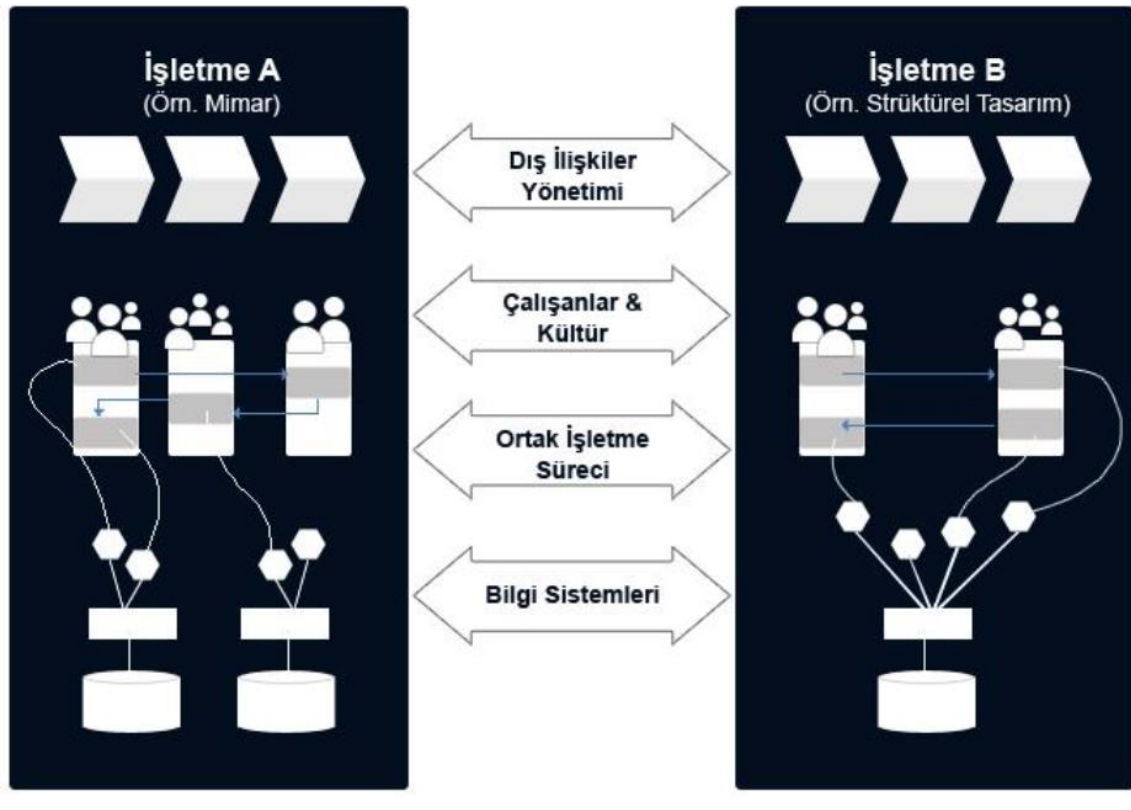 İşletme A
(Örn. Mimar)
Dış İlişkiler
Yönetimi
Çalışanlar &
Kültür
Ortak İşletme
Süreci
Bilgi Sistemleri
İşletme B
(Örn. Strüktürel Tasarım)